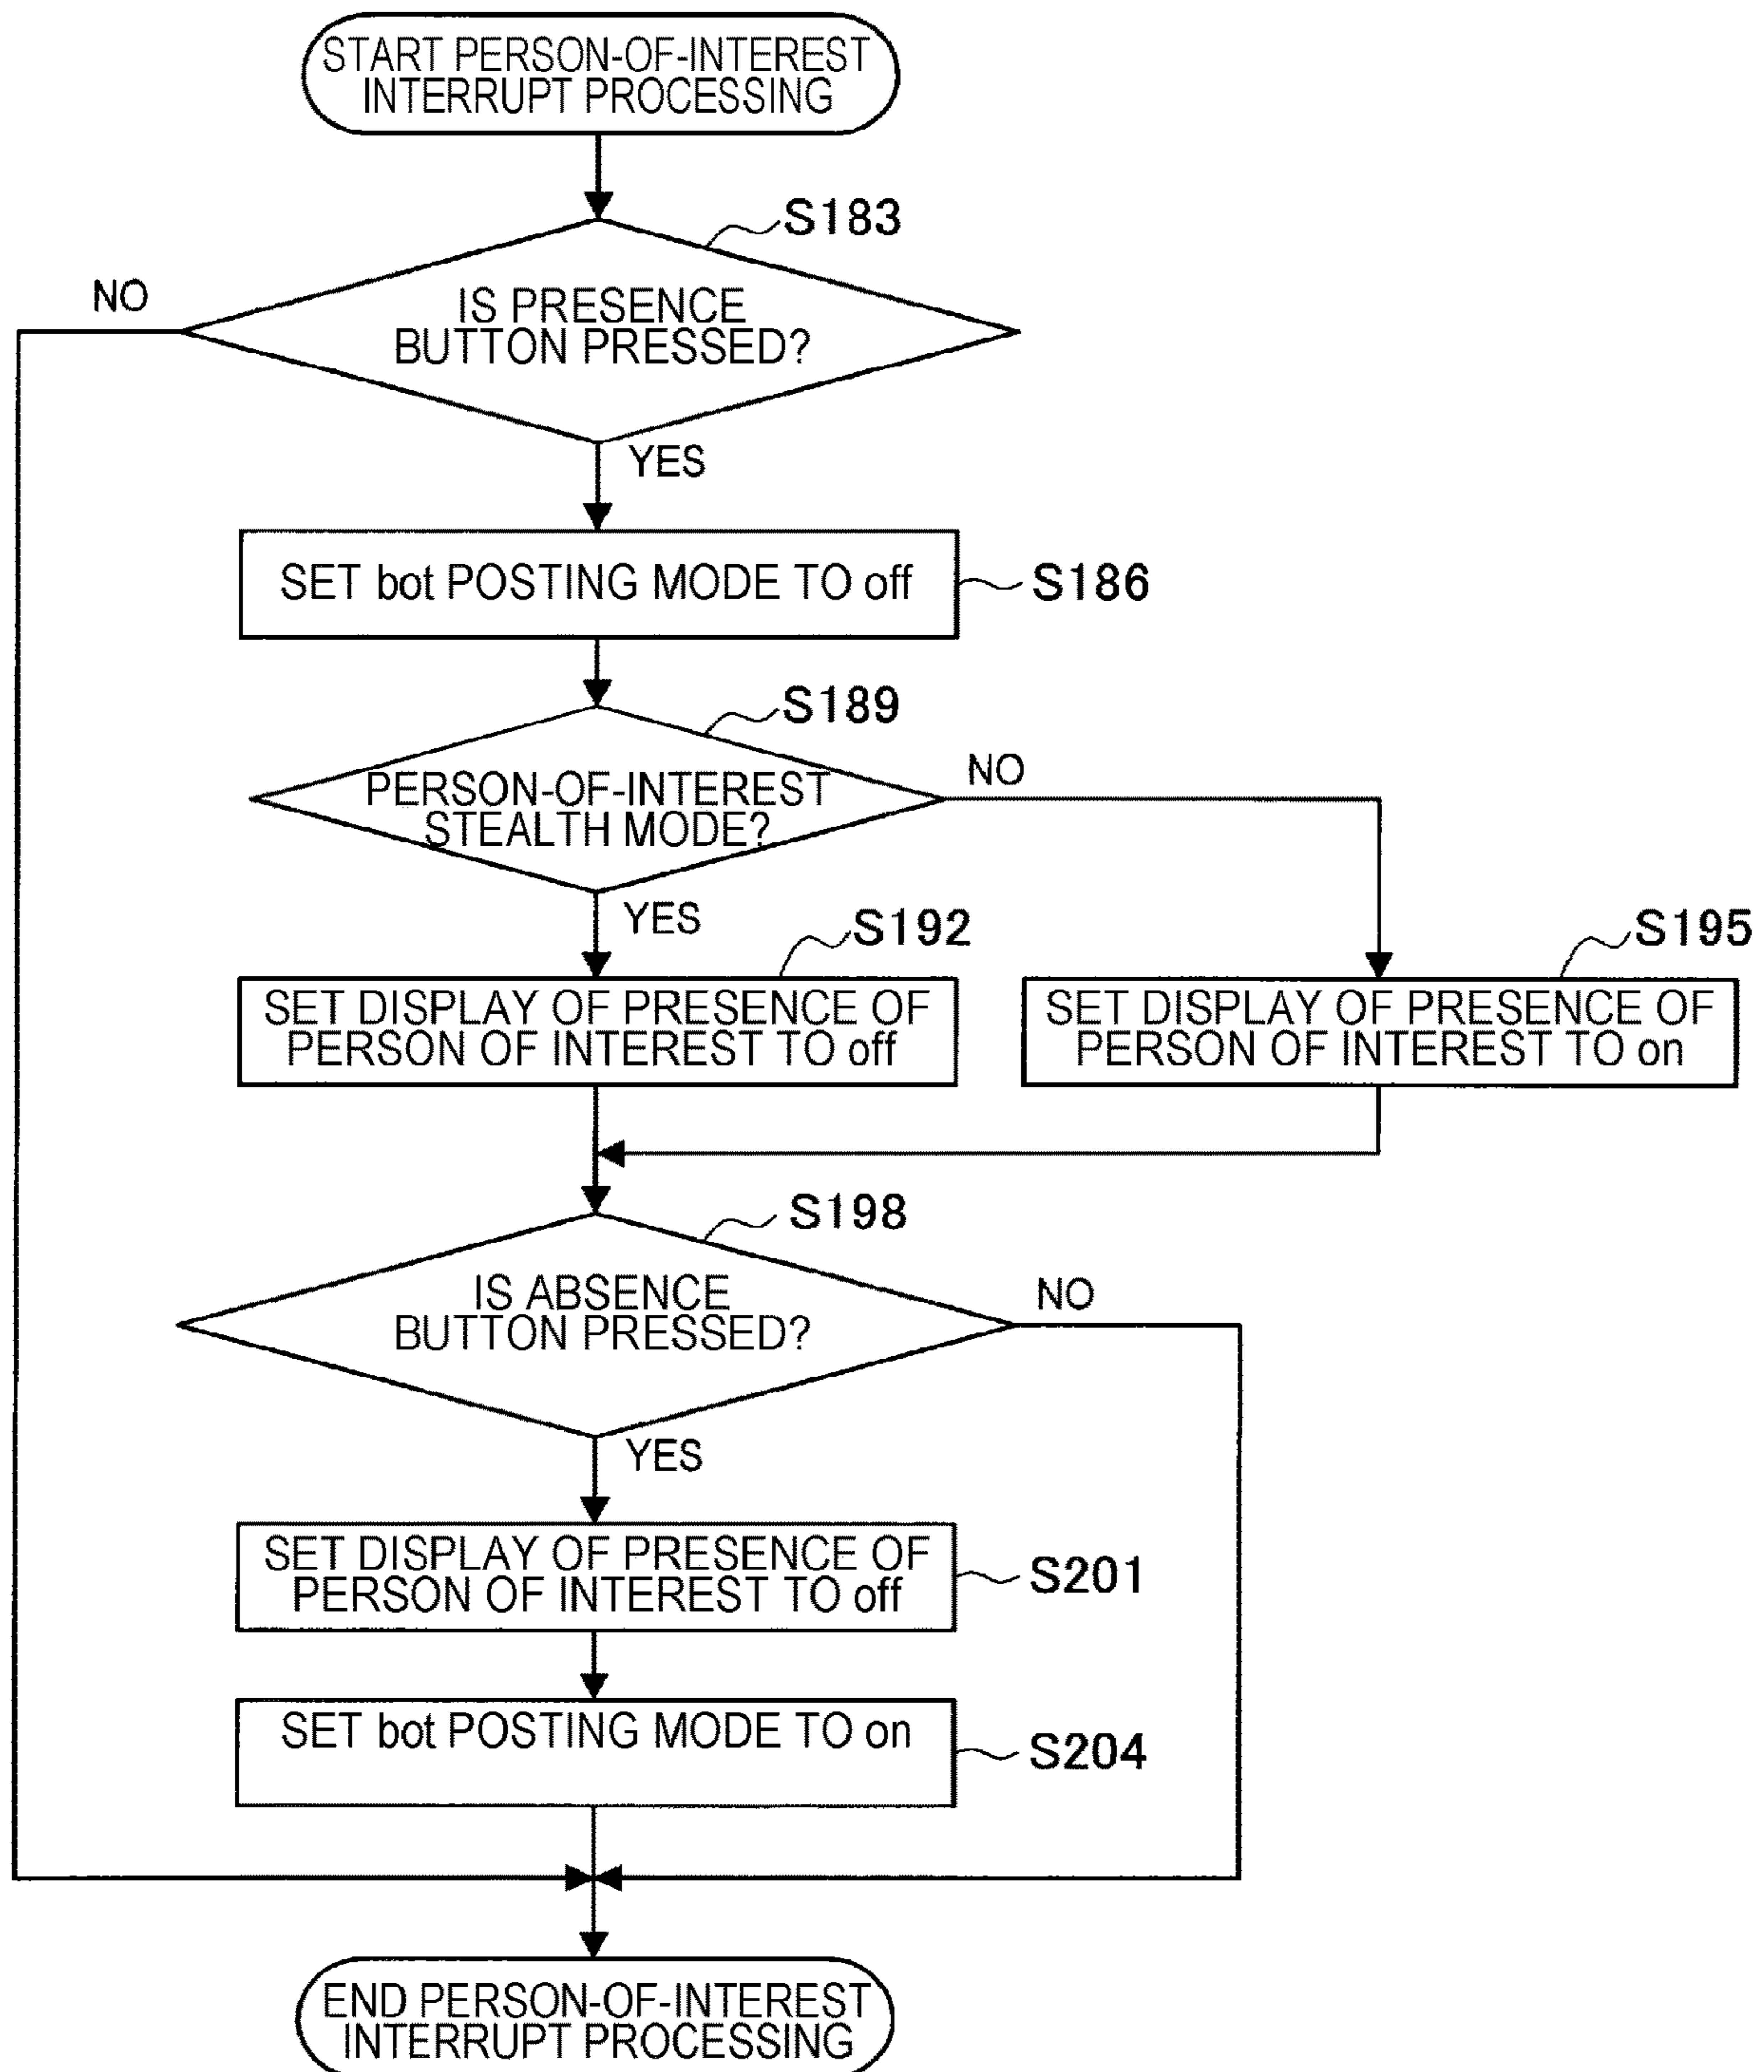 START PERSON-OF-INTEREST
INTERRUPT PROCESSING
S183
NO
IS PRESENCE
BUTTON PRESSED?
YES
SET bot POSTING MODE TO off
S186
S189
PERSON-OF-INTEREST
STEALTH MODE?
NO
YES
S192
S195
SET DISPLAY OF PRESENCE OF
PERSON OF INTEREST TO off
SET DISPLAY OF PRESENCE OF
PERSON OF INTEREST TO on
S198
IS ABSENCE
BUTTON PRESSED?
NO
YES
SET DISPLAY OF PRESENCE OF
PERSON OF INTEREST TO off
S201
SET bot POSTING MODE TO on
S204
END PERSON-OF-INTEREST
INTERRUPT PROCESSING